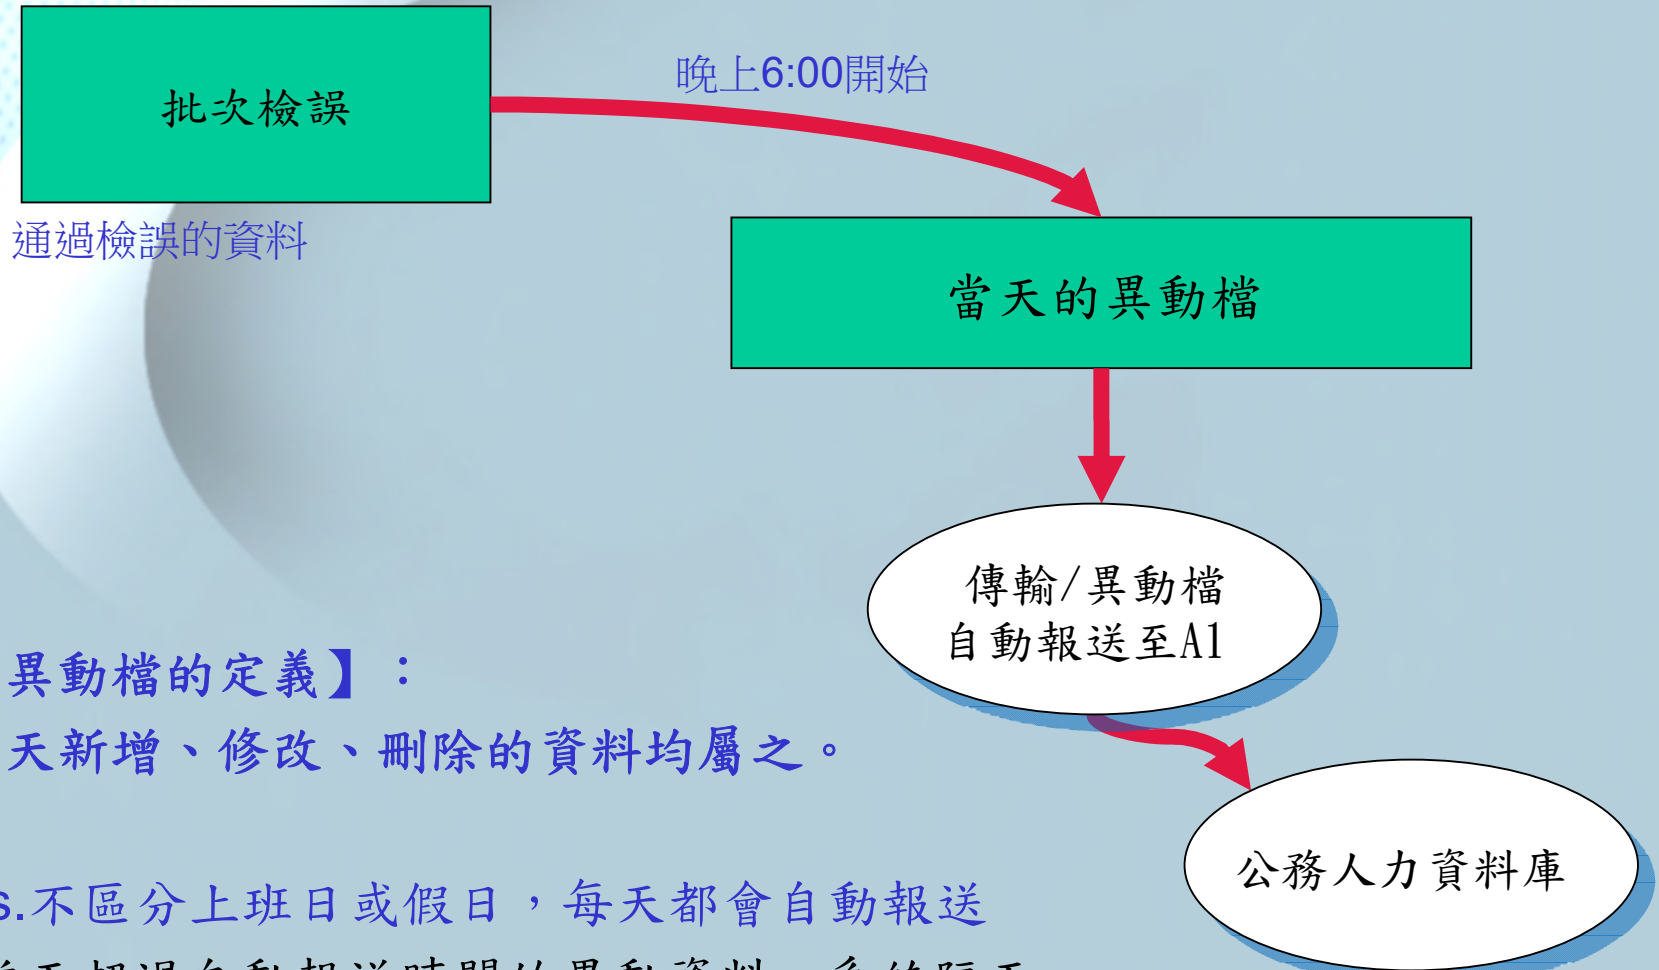 批次檢誤
晚上6:00開始
通過檢誤的資料
當天的異動檔
傳輸/異動檔
自動報送至A1
異動檔的定義】：
天新增、修改、刪除的資料均屬之。
公務人力資料庫
s.不區分上班日或假日，每天都會自動報送